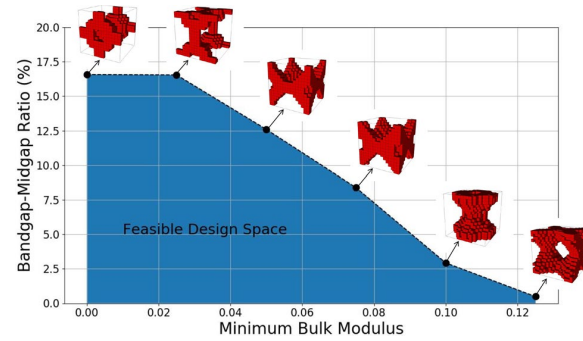 20.0
17.5
15.0
12.5
10.0
7.5
5.0
2.5
0.0
Bandgap-Midgap Ratio (%)
Feasible Design Space
0.00 0.02 0.04 0.06 0.08 0.10 0.12
Minimum Bulk Modulus